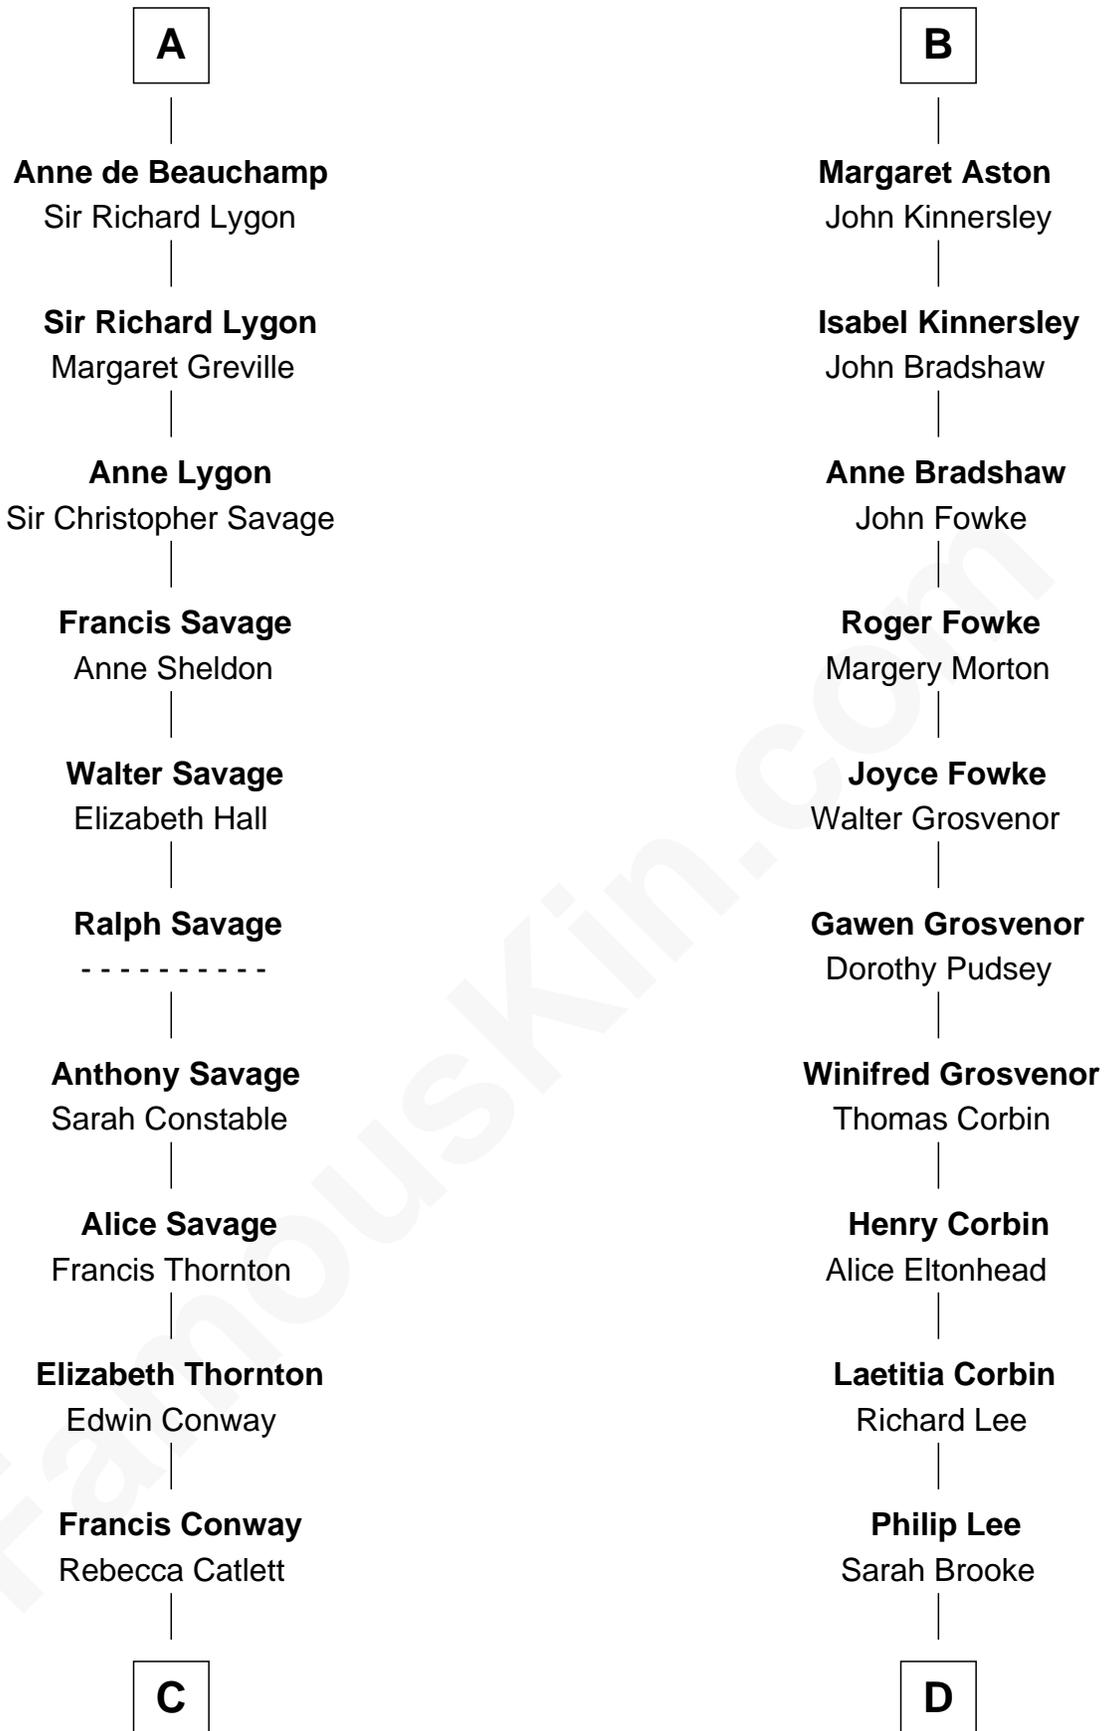 A
Anne de Beauchamp
Sir Richard Lygon
Sir Richard Lygon
Margaret Greville
Anne Lygon
Sir Christopher Savage
Francis Savage
Anne Sheldon
Walter Savage
Elizabeth Hall
Ralph Savage
- - - - - - - - - -
Anthony Savage
Sarah Constable
Alice Savage
Francis Thornton
Elizabeth Thornton
Edwin Conway
Francis Conway
Rebecca Catlett
C
B
Margaret Aston
John Kinnersley
Isabel Kinnersley
John Bradshaw
Anne Bradshaw
John Fowke
Roger Fowke
Margery Morton
Joyce Fowke
Walter Grosvenor
Gawen Grosvenor
Dorothy Pudsey
Winifred Grosvenor
Thomas Corbin
Henry Corbin
Alice Eltonhead
Laetitia Corbin
Richard Lee
Philip Lee
Sarah Brooke
D
FamousKin.com